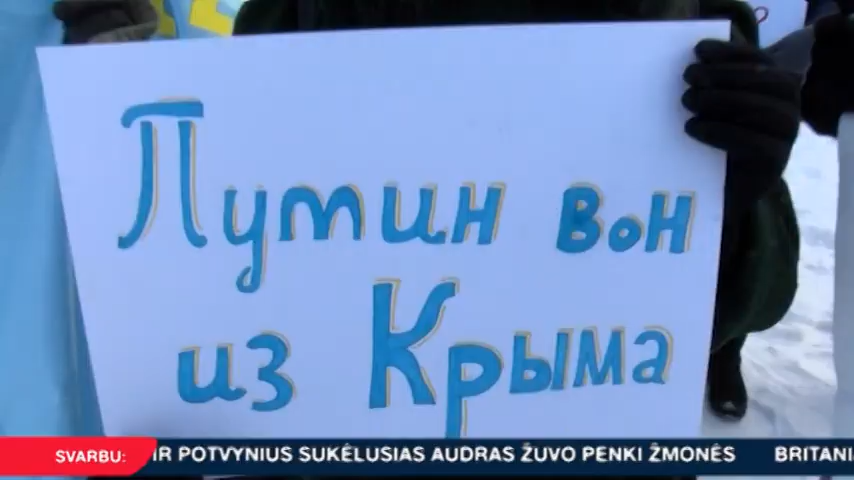 Путин вон
из Крыма
SVARBU: IR POTVYNIUS SUKĖLUSIAS AUDRAS ŽUVO PENKI ŽMONĖS